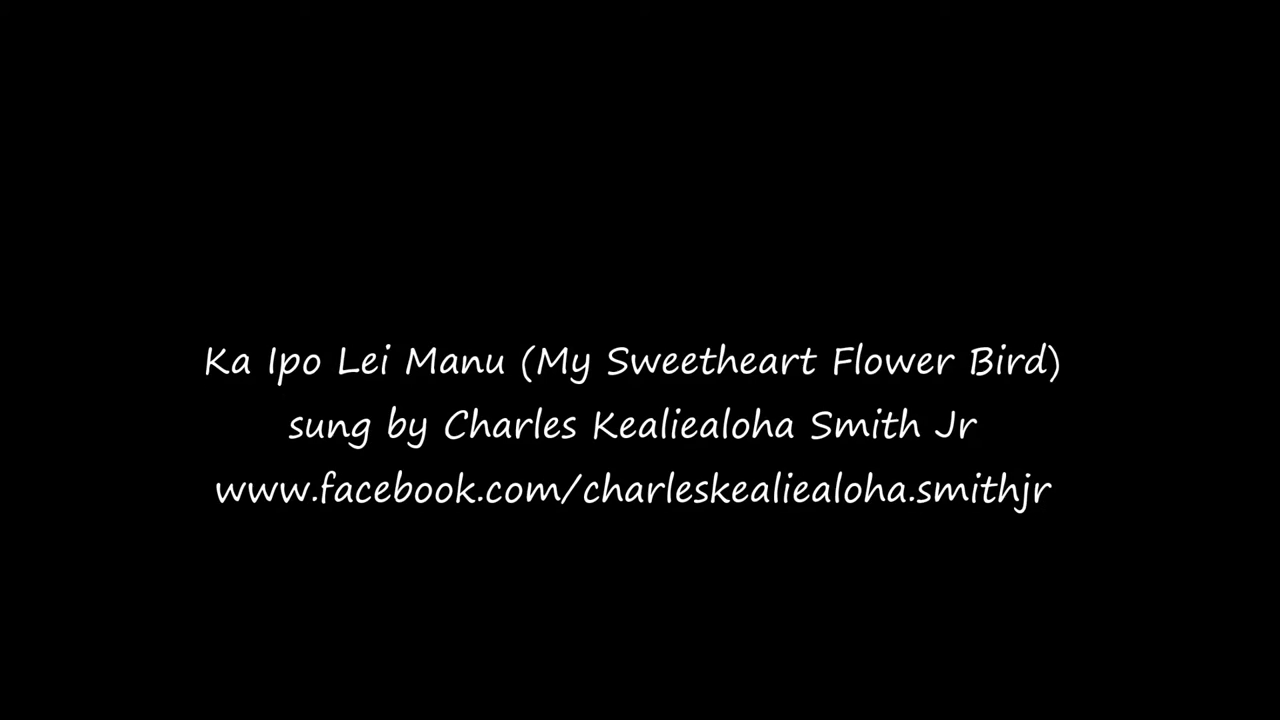 Ka Ipo Lei Manu (My Sweetheart Flower Bird)
sung by Charles Kealiealoha Smith Jr
www.facebook.com/charleskealiealoha.smithjr